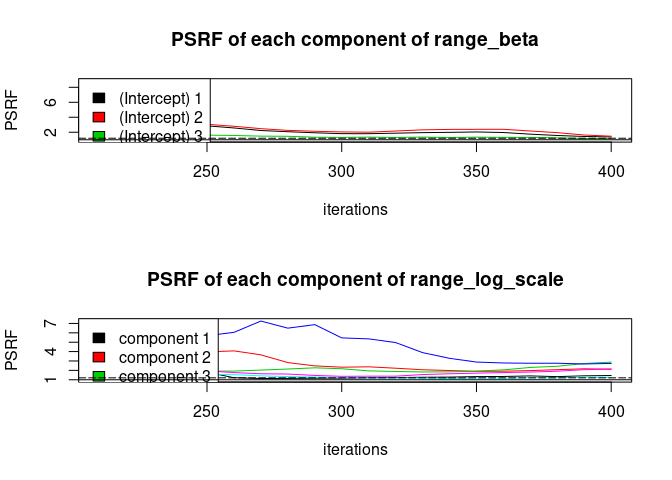 PSRF of each component of range_beta
PSRF
6
2
(Intercept) 1
(Intercept) 2
(Intercept) 3
250 300 350 400
iterations
PSRF of each component of range_log_scale
PSRF
7
4
1
component 1
component 2
component 3
250 300 350 400
iterations